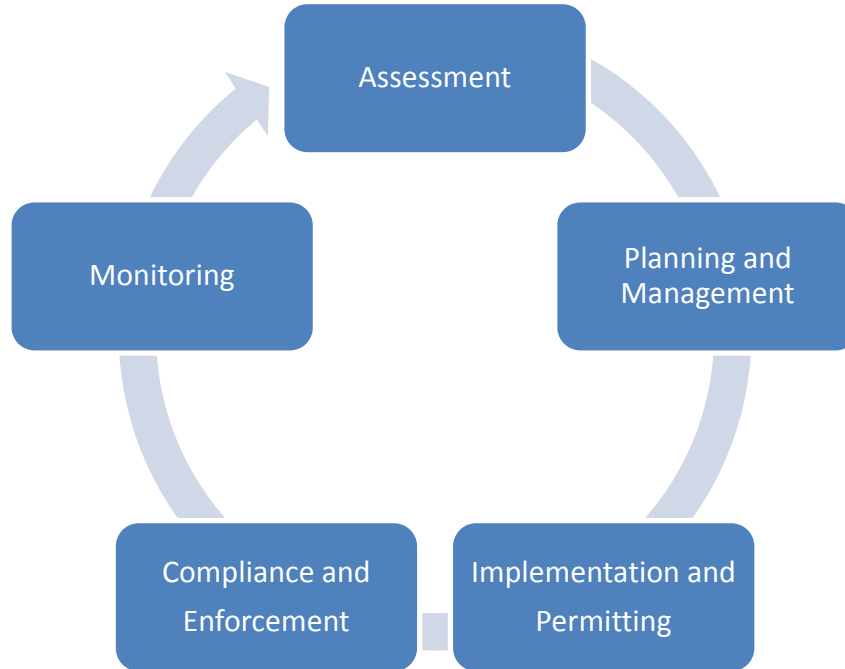 Assessment
Planning and
Management
Implementation and
Permitting
Compliance and
Enforcement
Monitoring